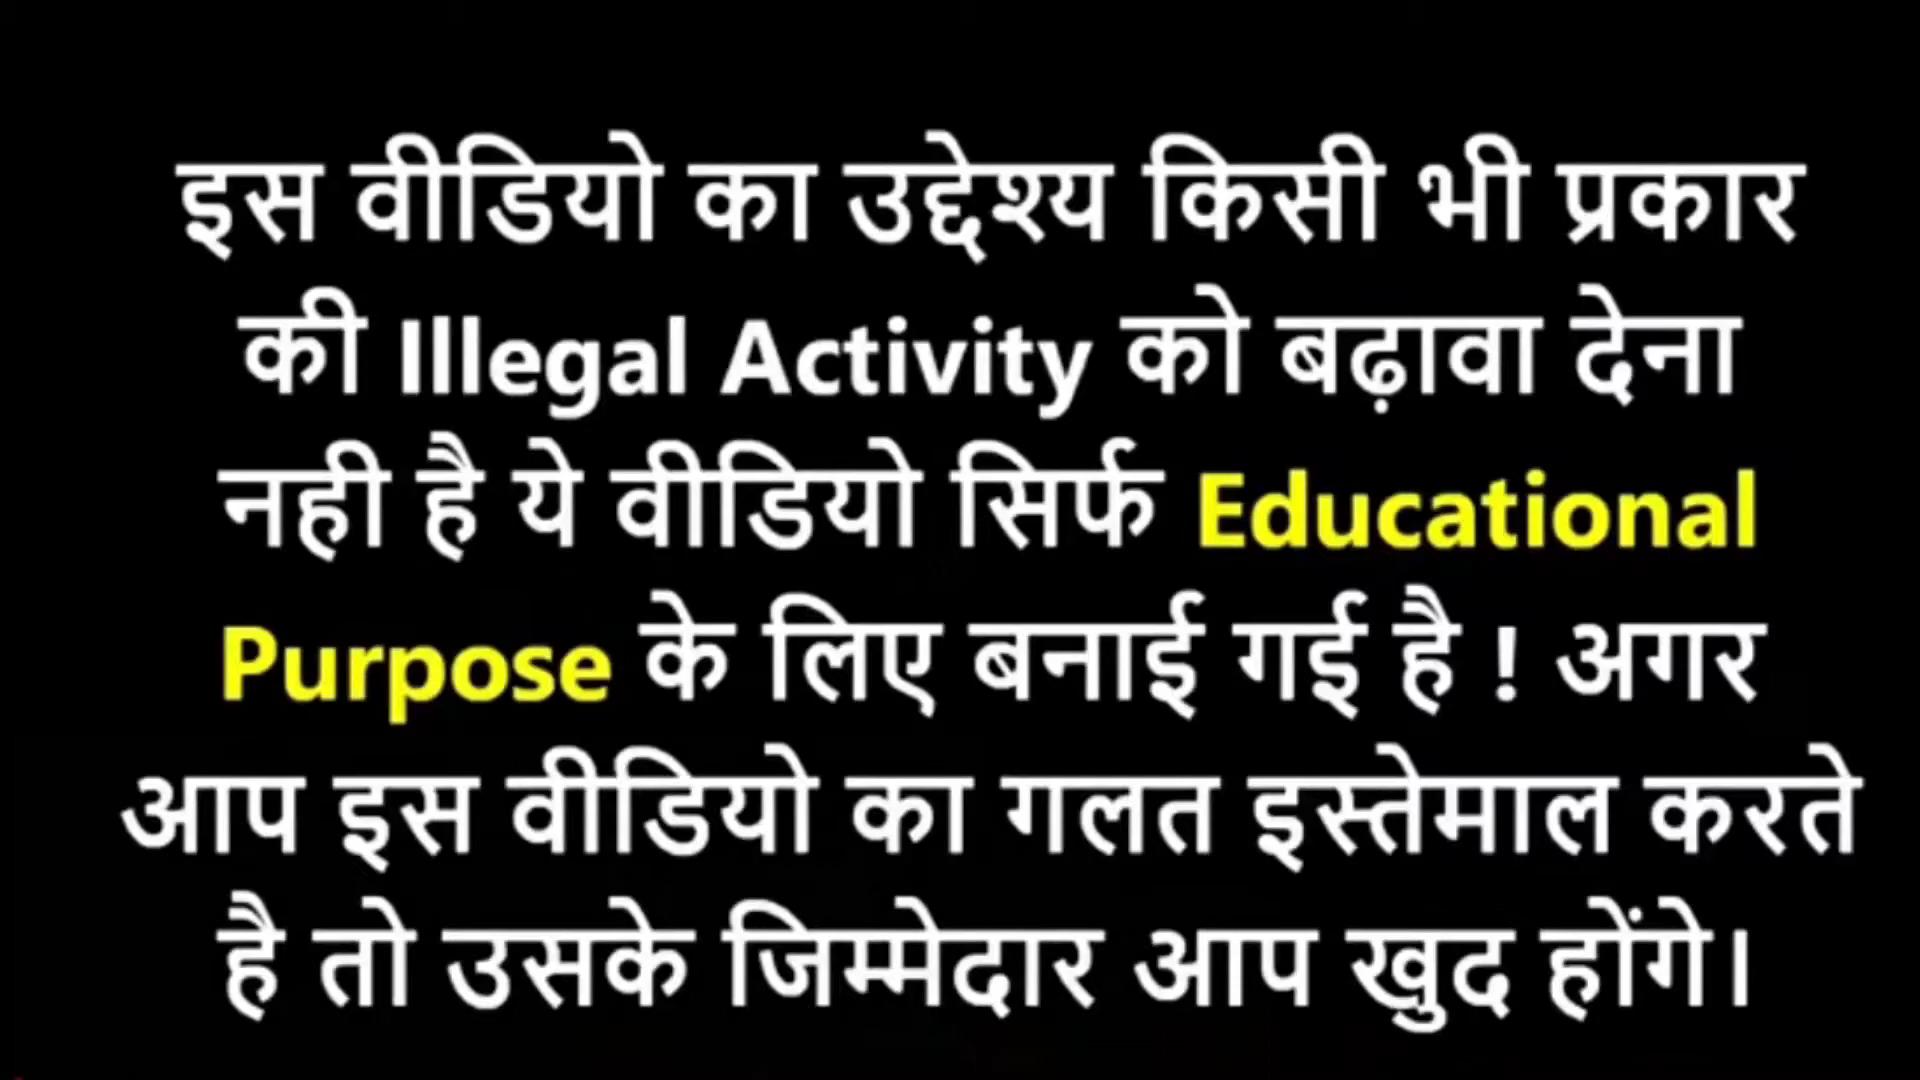 इस वीडियो का उद्देश्य किसी भी प्रकार
की Illegal Activity को बढ़ावा देना
नही है ये वीडियो सिर्फ Educational
Purpose के लिए बनाई गई है ! अगर
आप इस वीडियो का गलत इस्तेमाल करते
है तो उसके जिम्मेदार आप खुद होंगे।